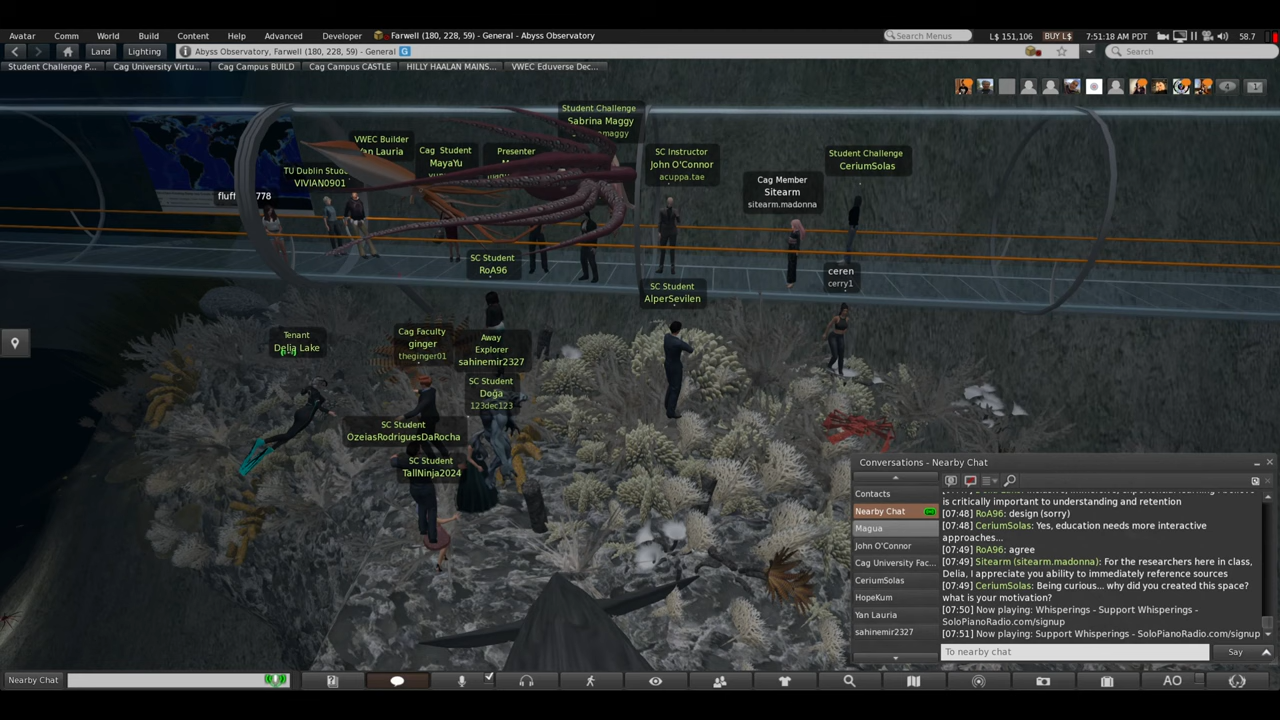 Avatar Comm World Build Content Help Advanced Developer Abyss Observatory, Farwell (180, 228, 59) - General - Abyss Observatory Search Menus L$ 151,106 BUY L$ 7:51:18 AM PDT 58.7
Land Lighting Abyss Observatory, Farwell (180, 228, 59) - General G Search
Student Challenge P... Cag University Virtu... Cag Campus BUILD Cag Campus CASTLE HILLY HAALAN MAINS... VWEC Eduverse Dec...
4 1
Student Challenge
Sabrina Maggy
VWEC Builder
Lauria
Cag Student
MayaYu
Presenter
SC Instructor
John O'Connor
acuppa.tae
Student Challenge
CeriumSolas
TU Dublin
VIVIAN0901
Cag Member
Sitearm
sitearm.madonna
SC Student
RoA96
SC Student
AlperSevilen
ceren
cerry1
Tenant
Delia Lake
Cag Faculty
ginger
theginger01
Away
Explorer
sahinemir2327
SC Student
Doğa
123dec123
SC Student
OzeiasRodriguesDaRocha
SC Student
TallNinja2024
Conversations - Nearby Chat
Contacts
Nearby Chat
Magua
John O'Connor
Cag University Fac...
CeriumSolas
HopeKum
Yan Lauria
sahinemir2327
is critically important to understanding and retention
[07:48] RoA96: design (sorry)
[07:48] CeriumSolas: Yes, education needs more interactive
approaches...
[07:49] RoA96: agree
[07:49] Sitearm (sitearm.madonna): For the researchers here in class,
Delia, I appreciate you ability to immediately reference sources
[07:49] CeriumSolas: Being curious... why did you created this space?
what is your motivation?
[07:50] Now playing: Whisperings - Support Whisperings -
SoloPianoRadio.com/signup
[07:51] Now playing: Support Whisperings - SoloPianoRadio.com/signup
To nearby chat Say
Nearby Chat AO